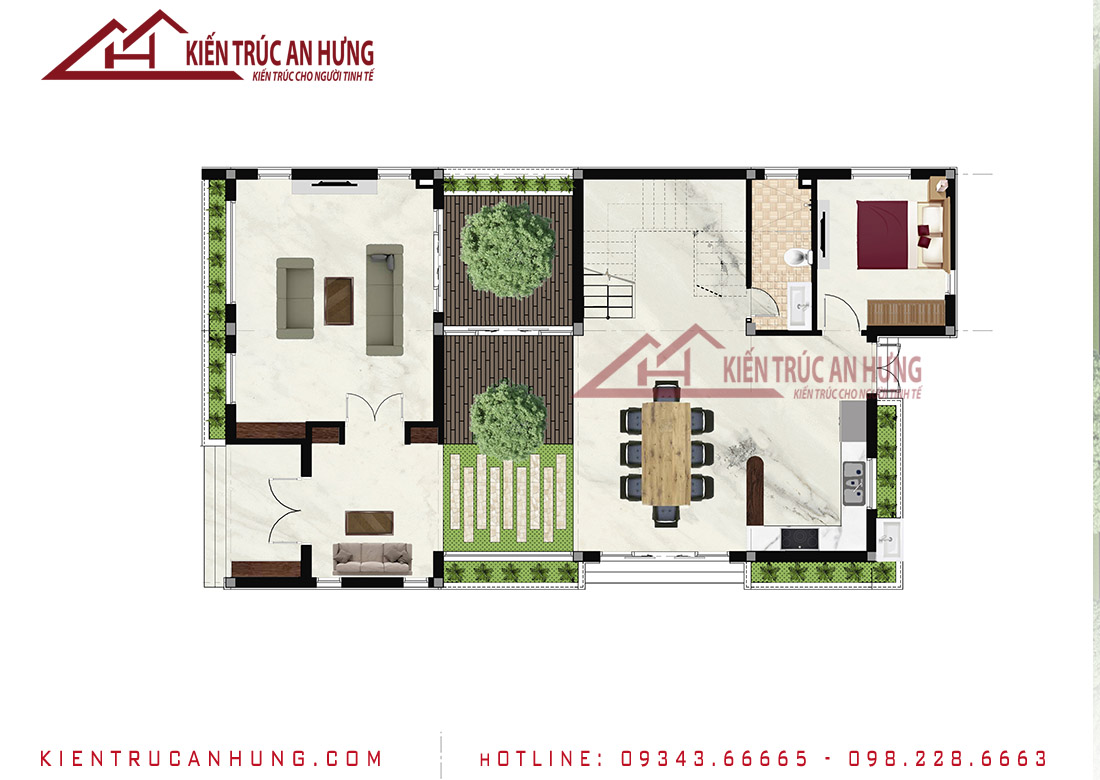 KIẾN TRÚC AN HƯNG
KIẾN TRÚC CHO NGƯỜI TINH TẾ
KIẾN TRÚC AN HƯNG
KIẾN TRÚC CHO NGƯỜI TINH TẾ
KIENTRUCANHUNG.COM
HOTLINE: 09343.66665 - 098.228.6663